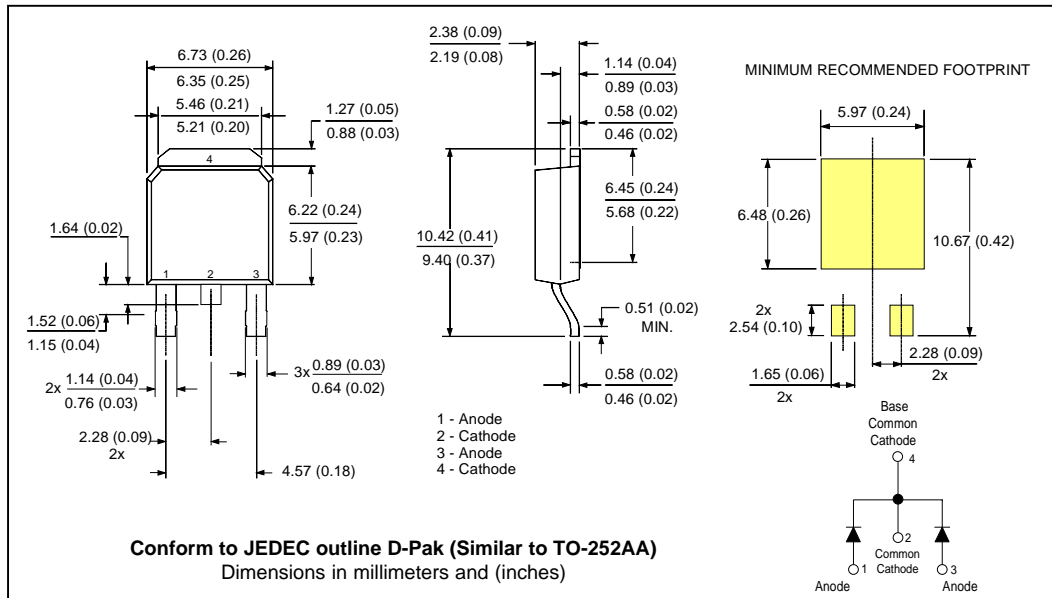 6.73 (0.26)
6.35 (0.25)
5.46 (0.21)
5.21 (0.20)
1.27 (0.05)
0.88 (0.03)
4
6.22 (0.24)
5.97 (0.23)
1.64 (0.02)
1 2 3
1.52 (0.06)
1.15 (0.04)
2x 1.14 (0.04)
0.76 (0.03)
3x 0.89 (0.03)
0.64 (0.02)
2.28 (0.09)
2x
4.57 (0.18)
2.38 (0.09)
2.19 (0.08)
1.14 (0.04)
0.89 (0.03)
0.58 (0.02)
0.46 (0.02)
6.45 (0.24)
5.68 (0.22)
10.42 (0.41)
9.40 (0.37)
0.51 (0.02)
MIN.
0.58 (0.02)
0.46 (0.02)
1 - Anode
2 - Cathode
3 - Anode
4 - Cathode
MINIMUM RECOMMENDED FOOTPRINT
5.97 (0.24)
6.48 (0.26)
10.67 (0.42)
2x
2.54 (0.10)
2.28 (0.09)
2x
1.65 (0.06)
2x
Base
Common
Cathode
4
2
Common
Cathode
1
Anode
3
Anode
Conform to JEDEC outline D-Pak (Similar to TO-252AA)
Dimensions in millimeters and (inches)